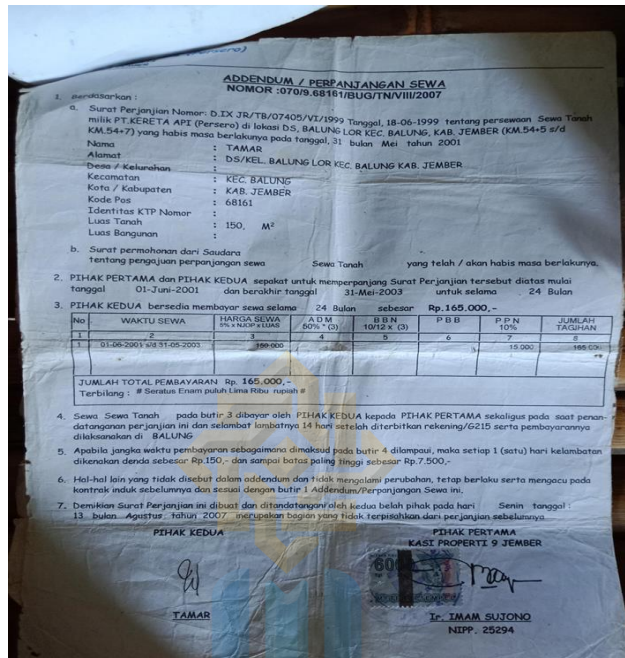 ADDENDUM / PERPANJANGAN SEWA
NOMOR :070/9.68161/BUG/TN/VIII/2007
1. Berdasarkan :
a. Surat Perjanjian Nomor: D.IX JR/TB/07405/VI/1999 Tanggal, 18-06-1999 tentang persewaan Sewa Tanah
milik PT.KERETA API (Persero) di lokasi DS, BALUNG LOR KEC. BALUNG, KAB. JEMBER (KM.54+5 s/d
KM.54+7) yang habis masa berlakunya pada tanggal, 31 bulan Mei tahun 2001
Nama : TAMAR
Alamat : DS/KEL. BALUNG LOR KEC. BALUNG KAB. JEMBER
Desa / Kelurahan :
Kecamatan : KEC. BALUNG
Kota / Kabupaten : KAB. JEMBER
Kode Pos : 68161
Identitas KTP Nomor :
Luas Tanah : 150, M²
Luas Bangunan :
b. Surat permohonan dari Saudara
tentang pengajuan perpanjangan sewa Sewa Tanah yang telah / akan habis masa berlakunya.
2. PIHAK PERTAMA dan PIHAK KEDUA sepakat untuk memperpanjang Surat Perjanjian tersebut diatas mulai
tanggal 01-Juni-2001 dan berakhir tanggal 31-Mei-2003 untuk selama 24 Bulan
3. PIHAK KEDUA bersedia membayar sewa selama 24 Bulan sebesar Rp.165.000,-
No WAKTU SEWA HARGA SEWA ADM BBN PBB PPN JUMLAH
5% x NJOP x LUAS 50% * (3) 10/12 x (3) 10% TAGIHAN
1 2 3 4 5 6 7 8
1 01-06-2001 s/d 31-05-2003 150.000 15.000 165.000
JUMLAH TOTAL PEMBAYARAN Rp. 165.000,-
Terbilang : # Seratus Enam puluh Lima Ribu rupiah #
4. Sewa Sewa Tanah pada butir 3 dibayar oleh PIHAK KEDUA kepada PIHAK PERTAMA sekaligus pada saat penan-
datanganan perjanjian ini dan selambat lambatnya 14 hari setelah diterbitkan rekening/G215 serta pembayarannya
dilaksanakan di BALUNG
5. Apabila jangka waktu pembayaran sebagaimana dimaksud pada butir 4 dilampaui, maka setiap 1 (satu) hari kelambatan
dikenakan denda sebesar Rp.150,- dan sampai batas paling tinggi sebesar Rp.7.500,-
6. Hal-hal lain yang tidak disebut dalam addendum dan tidak mengalami perubahan, tetap berlaku serta mengacu pada
kontrak induk sebelumnya dan sesuai dengan butir 1 Addendum/Perpanjangan Sewa ini.
7. Demikian Surat Perjanjian ini dibuat dan ditandatangani oleh kedua belah pihak pada hari Senin tanggal :
13 bulan Agustus tahun 2007 merupakan bagian yang tidak terpisahkan dari perjanjian sebelumnya
PIHAK KEDUA PIHAK PERTAMA
KASI PROPERTI 9 JEMBER
6000
TAMAR Ir. IMAM SUJONO
NIPP. 25294